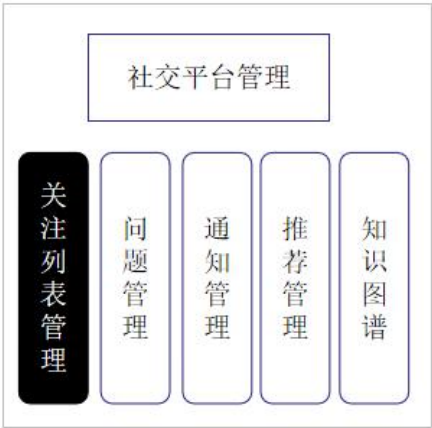 社交平台管理
关注列表管理
问题管理
通知管理
推荐管理
知识图谱